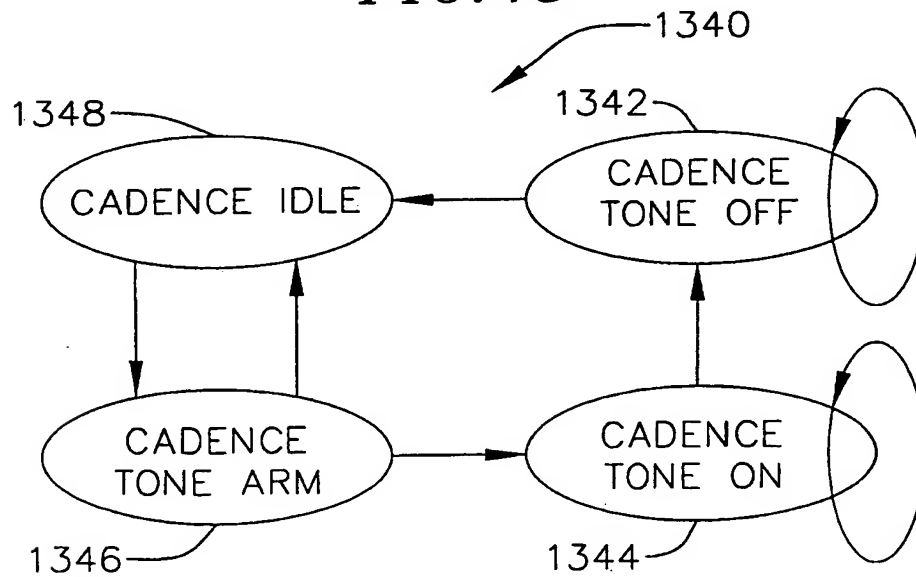 1340
1348
1342
CADENCE IDLE
CADENCE
TONE OFF
CADENCE
TONE ARM
CADENCE
TONE ON
1346
1344